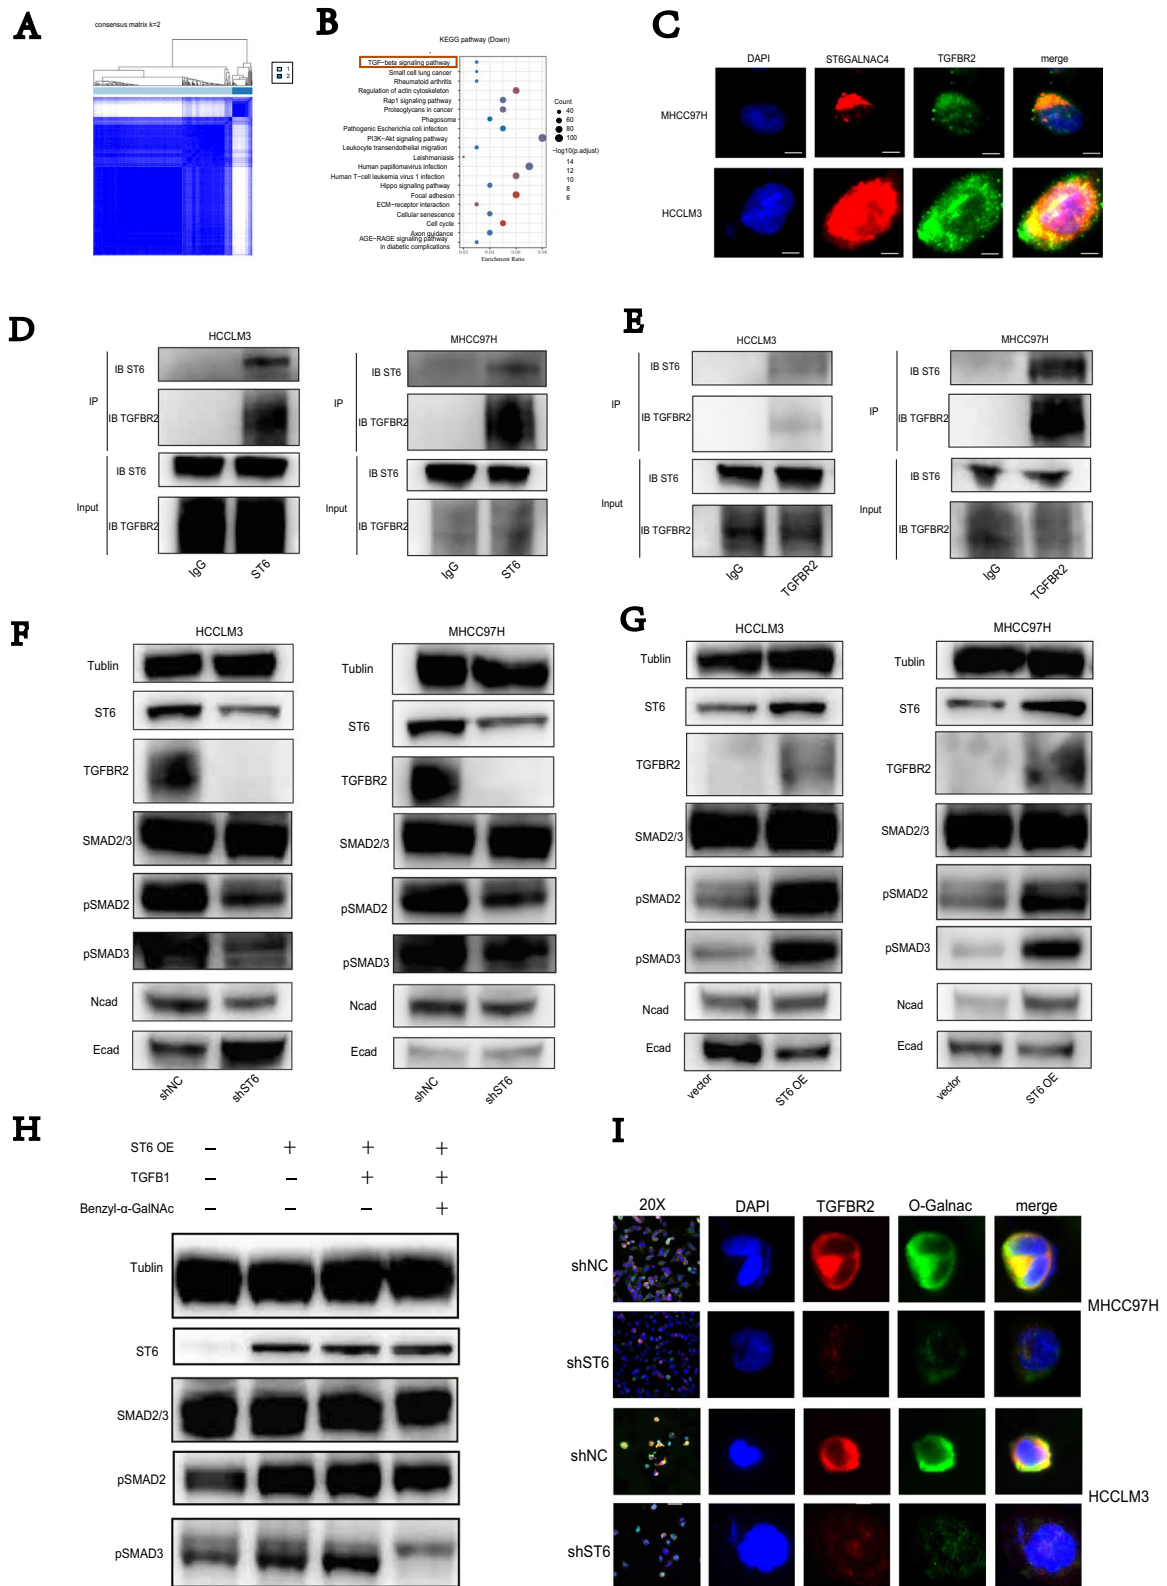 A
consensus matrix k=2
1
2
B
KEGG pathway (Down)
TGF-beta signaling pathway
Small cell lung cancer
Rheumatoid arthritis
Regulation of actin cytoskeleton
Rap1 signaling pathway
Proteoglycans in cancer
Phagosome
Pathogenic Escherichia coli infection
PI3K-Akt signaling pathway
Leukocyte transendothelial migration
Leishmaniasis
Human papillomavirus infection
Human T-cell leukemia virus 1 infection
Hippo signaling pathway
Focal adhesion
ECM-receptor interaction
Cellular senescence
Cell cycle
Axon guidance
AGE-RAGE signaling pathway
in diabetic complications
0.02 0.04 0.06 0.08
Enrichment Ratio
Count
40
60
80
100
-log10(p.adjust)
14
12
10
8
6
C
DAPI ST6GALNAC4 TGFBR2 merge
MHCC97H
HCCLM3
D
HCCLM3
IB ST6
IP
IB TGFBR2
IB ST6
Input
IB TGFBR2
IgG ST6
MHCC97H
IB ST6
IP
IB TGFBR2
IB ST6
Input
IB TGFBR2
IgG ST6
E
HCCLM3
IB ST6
IP
IB TGFBR2
IB ST6
Input
IB TGFBR2
IgG TGFBR2
MHCC97H
IB ST6
IP
IB TGFBR2
IB ST6
Input
IB TGFBR2
IgG TGFBR2
F
HCCLM3
Tublin
ST6
TGFBR2
SMAD2/3
pSMAD2
pSMAD3
Ncad
Ecad
shNC shST6
MHCC97H
Tublin
ST6
TGFBR2
SMAD2/3
pSMAD2
pSMAD3
Ncad
Ecad
shNC shST6
G
HCCLM3
Tublin
ST6
TGFBR2
SMAD2/3
pSMAD2
pSMAD3
Ncad
Ecad
vector ST6 OE
MHCC97H
Tublin
ST6
TGFBR2
SMAD2/3
pSMAD2
pSMAD3
Ncad
Ecad
vector ST6 OE
H
ST6 OE − + + +
TGFB1 − − + +
Benzyl-α-GalNAc − − − +
Tublin
ST6
SMAD2/3
pSMAD2
pSMAD3
I
20X DAPI TGFBR2 O-Galnac merge
shNC
MHCC97H
shST6
shNC
HCCLM3
shST6